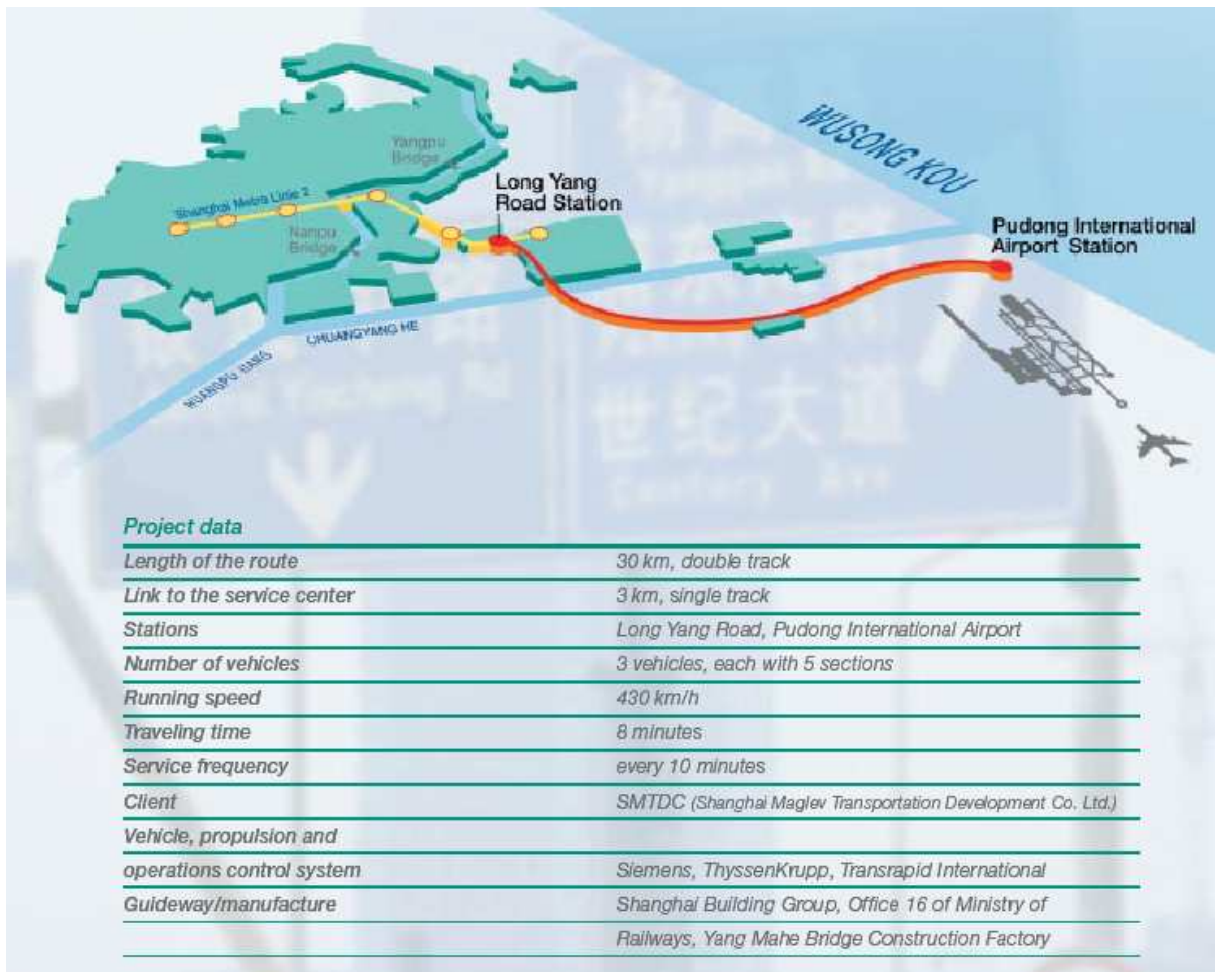 WUSONG KOU
Yangpu
Bridge
Long Yang
Road Station
Shanghai Metro Linie 2
Pudong International
Airport Station
Nanpu
Bridge
CHUANGYANG HE
HUANGPU JIANG
世纪大道
Century Ave
Project data
Length of the route 30 km, double track
Link to the service center 3 km, single track
Stations Long Yang Road, Pudong International Airport
Number of vehicles 3 vehicles, each with 5 sections
Running speed 430 km/h
Traveling time 8 minutes
Service frequency every 10 minutes
Client SMTDC (Shanghai Maglev Transportation Development Co. Ltd.)
Vehicle, propulsion and
operations control system Siemens, ThyssenKrupp, Transrapid International
Guideway/manufacture Shanghai Building Group, Office 16 of Ministry of
Railways, Yang Mahe Bridge Construction Factory